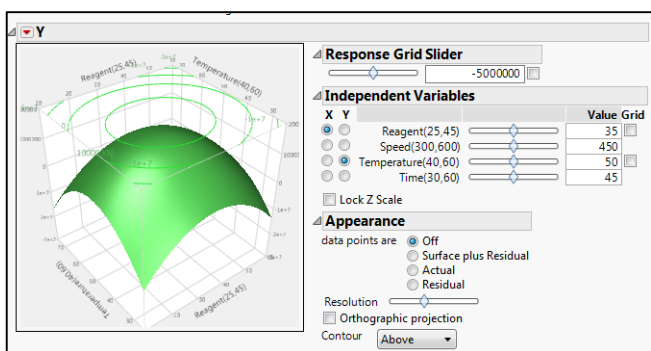 Y
Reagent(25,45)
Temperature(40,60)
Temperature(40,60)
Reagent(25,45)
Response Grid Slider
-5000000
Independent Variables
X Y Value Grid
Reagent(25,45) 35
Speed(300,600) 450
Temperature(40,60) 50
Time(30,60) 45
Lock Z Scale
Appearance
data points are Off
Surface plus Residual
Actual
Residual
Resolution
Orthographic projection
Contour Above